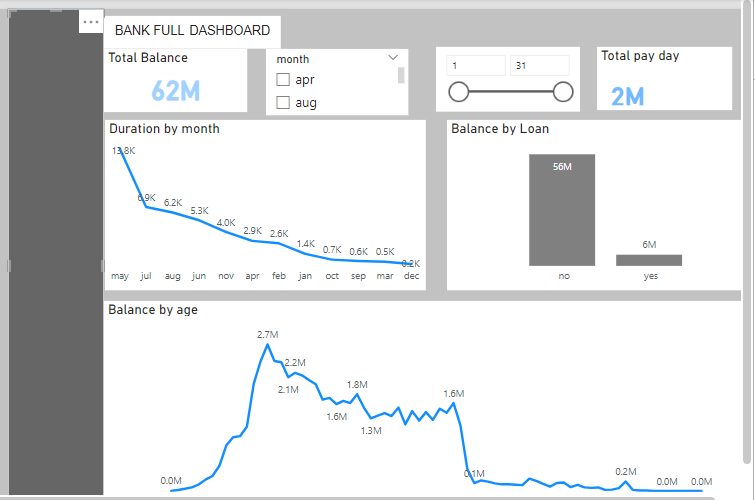 BANK FULL DASHBOARD
Total Balance
62M
month
apr
aug
1
31
Total pay day
2M
Duration by month
13.8K
6.9K
6.2K
5.3K
4.0K
2.9K
2.6K
1.4K
0.7K
0.6K
0.5K
0.2K
may jul aug jun nov apr feb jan oct sep mar dec
Balance by Loan
56M
6M
no yes
Balance by age
2.7M
2.2M
2.1M
1.8M
1.6M
1.6M
1.3M
0.0M
0.1M
0.2M
0.0M
0.0M